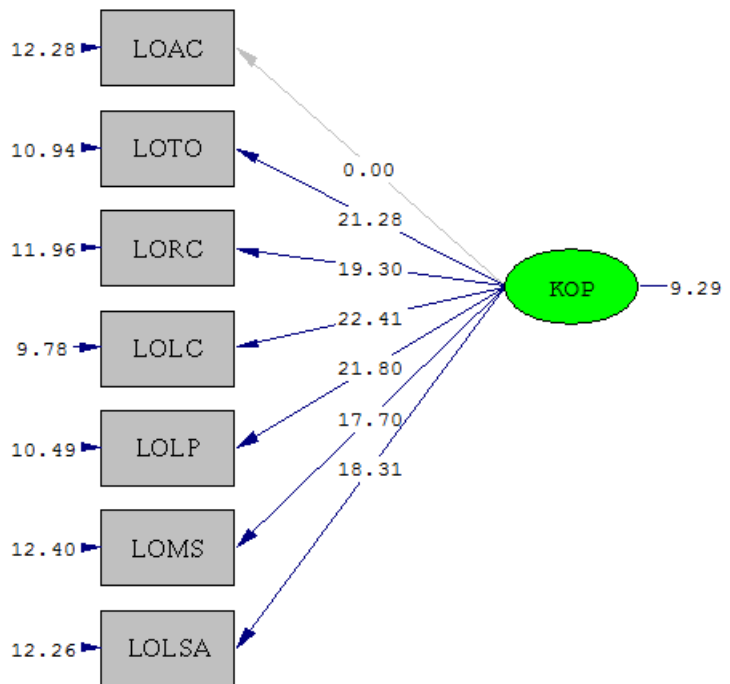 12.28 LOAC
0.00
10.94 LOTO
21.28
11.96 LORC
19.30
KOP 9.29
22.41
9.78 LOLC
21.80
10.49 LOLP
17.70
18.31
12.40 LOMS
12.26 LOLSA